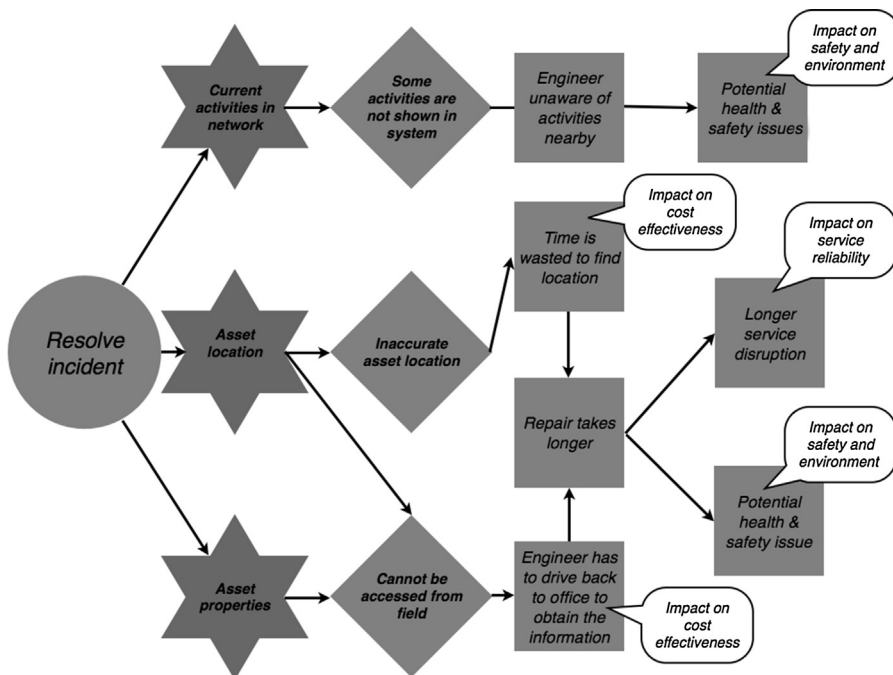 Impact on
safety and
environment
Current
activities in
network
Some
activities are
not shown in
system
Engineer
unaware of
activities
nearby
Potential
health &
safety issues
Impact on
cost
effectiveness
Time is
wasted to find
location
Impact on
service
reliability
Resolve
incident
Asset
location
Inaccurate
asset location
Longer
service
disruption
Repair takes
longer
Impact on
safety and
environment
Potential
health &
safety issue
Asset
properties
Cannot be
accessed from
field
Engineer has
to drive back
to office to
obtain the
information
Impact on
cost
effectiveness